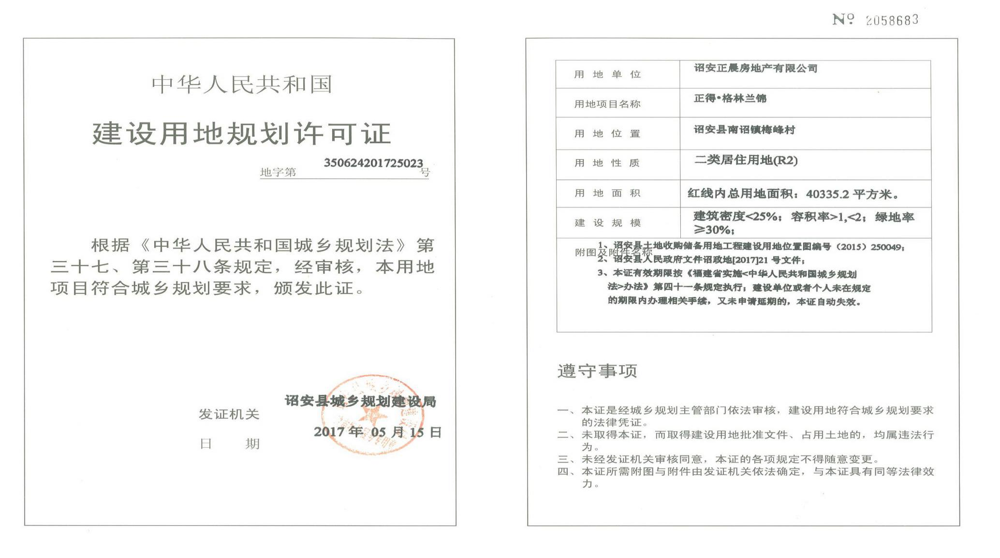 中华人民共和国
建设用地规划许可证
地字第 350624201725023 号
根据《中华人民共和国城乡规划法》第
三十七、第三十八条规定，经审核，本用地
项目符合城乡规划要求，颁发此证。
发证机关 诏安县城乡规划建设局
日 期 2017 年 05 月 15 日
Nº 2058683
用地单位 诏安正晨房地产有限公司
用地项目名称 正得·格林兰锦
用地位置 诏安县南诏镇梅峰村
用地性质 二类居住用地(R2)
用地面积 红线内总用地面积：40335.2 平方米。
建设规模 建筑密度<25%；容积率>1,<2；绿地率
≥30%；
附图及附件名称
1、诏安县土地收购储备用地工程建设用地位置图编号（2015）250049；
2、诏安县人民政府文件诏政地[2017]21 号文件；
3、本证有效期限按《福建省实施<中华人民共和国城乡规划
法>办法》第四十一条规定执行；建设单位或者个人未在规定
的期限内办理相关手续，又未申请延期的，本证自动失效。
遵守事项
一、本证是经城乡规划主管部门依法审核，建设用地符合城乡规划要求
的法律凭证。
二、未取得本证，而取得建设用地批准文件、占用土地的，均属违法行
为。
三、未经发证机关审核同意，本证的各项规定不得随意变更。
四、本证所需附图与附件由发证机关依法确定，与本证具有同等法律效
力。